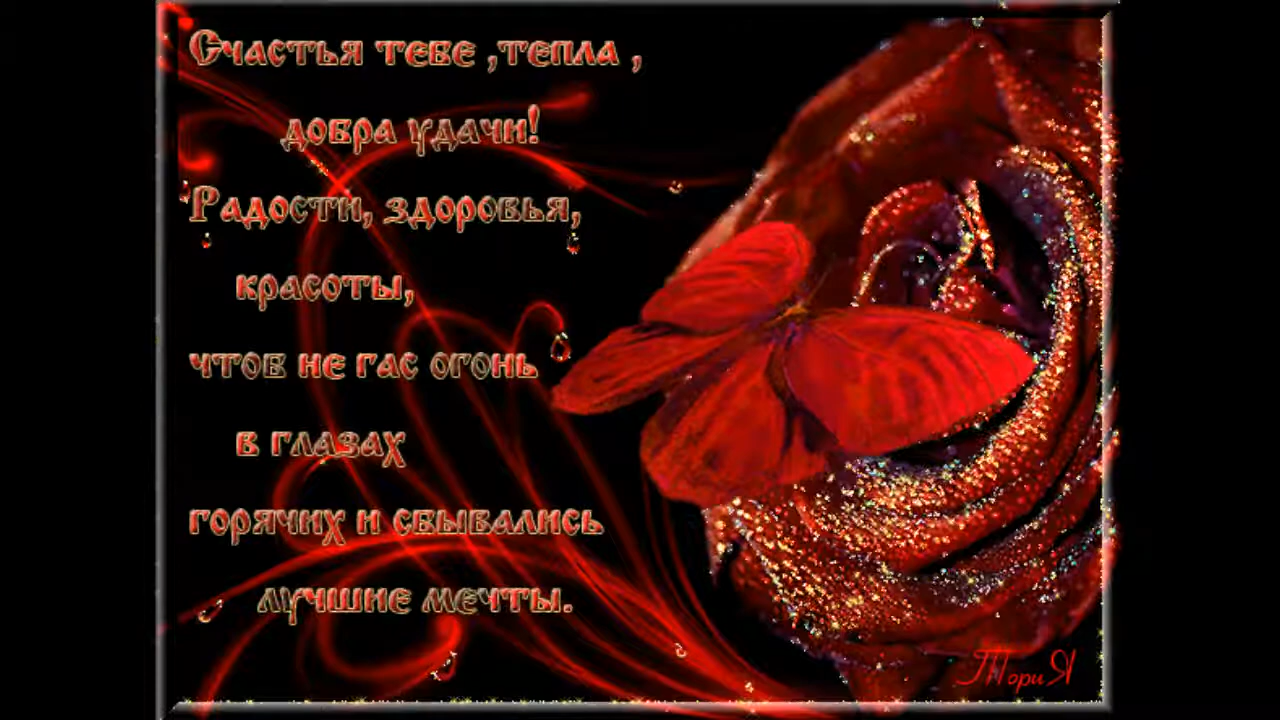 Счастья тебе ,тепла ,
добра удачи!
Радости, здоровья,
красоты,
чтоб не гас огонь
в глазах
горячих и сбывались
лучшие мечты.
ТориЯ